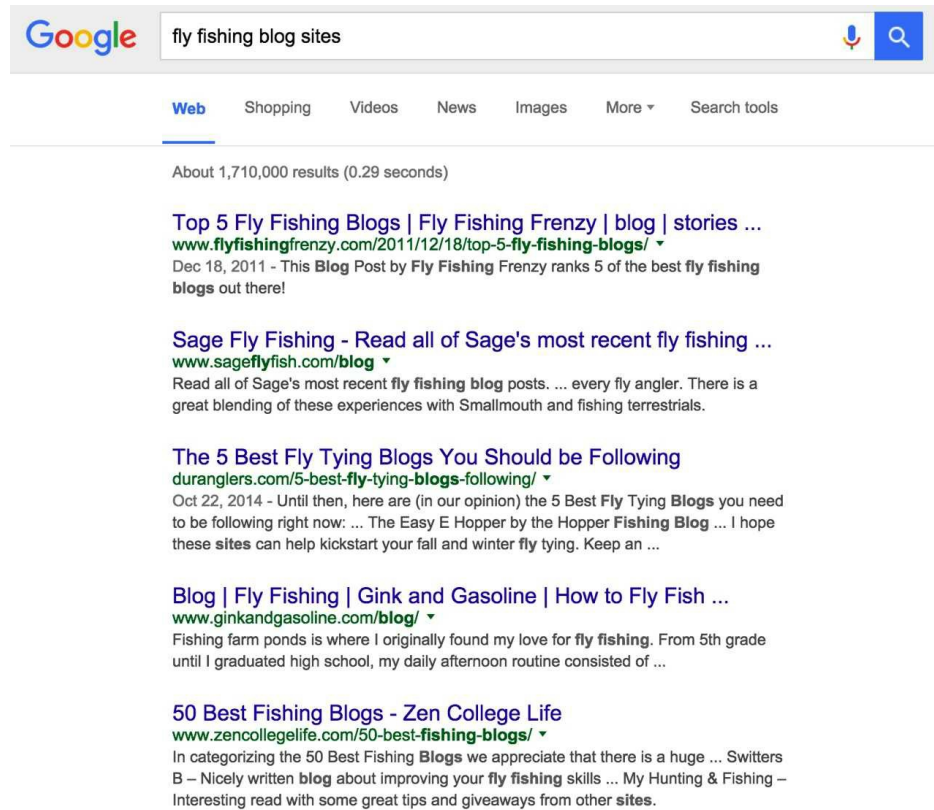 Google fly fishing blog sites
Web Shopping Videos News Images More Search tools
About 1,710,000 results (0.29 seconds)
Top 5 Fly Fishing Blogs | Fly Fishing Frenzy | blog | stories ...
www.flyfishingfrenzy.com/2011/12/18/top-5-fly-fishing-blogs/
Dec 18, 2011 - This Blog Post by Fly Fishing Frenzy ranks 5 of the best fly fishing
blogs out there!
Sage Fly Fishing - Read all of Sage's most recent fly fishing ...
www.sageflyfish.com/blog
Read all of Sage's most recent fly fishing blog posts. ... every fly angler. There is a
great blending of these experiences with Smallmouth and fishing terrestrials.
The 5 Best Fly Tying Blogs You Should be Following
duranglers.com/5-best-fly-tying-blogs-following/
Oct 22, 2014 - Until then, here are (in our opinion) the 5 Best Fly Tying Blogs you need
to be following right now: ... The Easy E Hopper by the Hopper Fishing Blog ... I hope
these sites can help kickstart your fall and winter fly tying. Keep an ...
Blog | Fly Fishing | Gink and Gasoline | How to Fly Fish ...
www.ginkandgasoline.com/blog/
Fishing farm ponds is where I originally found my love for fly fishing. From 5th grade
until I graduated high school, my daily afternoon routine consisted of ...
50 Best Fishing Blogs - Zen College Life
www.zencollegelife.com/50-best-fishing-blogs/
In categorizing the 50 Best Fishing Blogs we appreciate that there is a huge ... Switters
B – Nicely written blog about improving your fly fishing skills ... My Hunting & Fishing –
Interesting read with some great tips and giveaways from other sites.